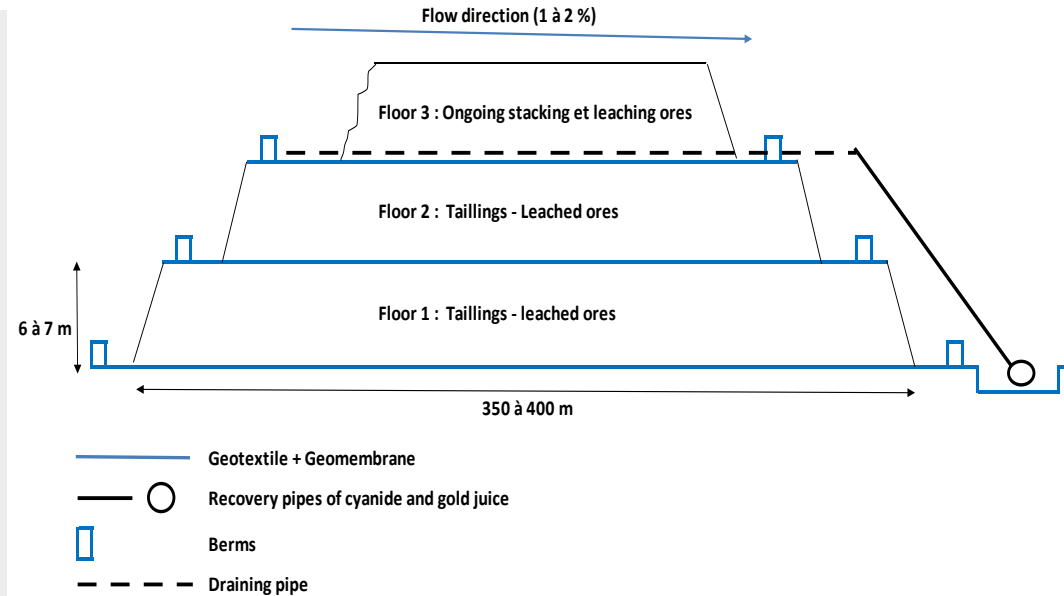 Flow direction (1 à 2 %)
Floor 3 : Ongoing stacking et leaching ores
Floor 2 : Taillings - Leached ores
Floor 1 : Taillings - leached ores
6 à 7 m
350 à 400 m
Geotextile + Geomembrane
Recovery pipes of cyanide and gold juice
Berms
Draining pipe